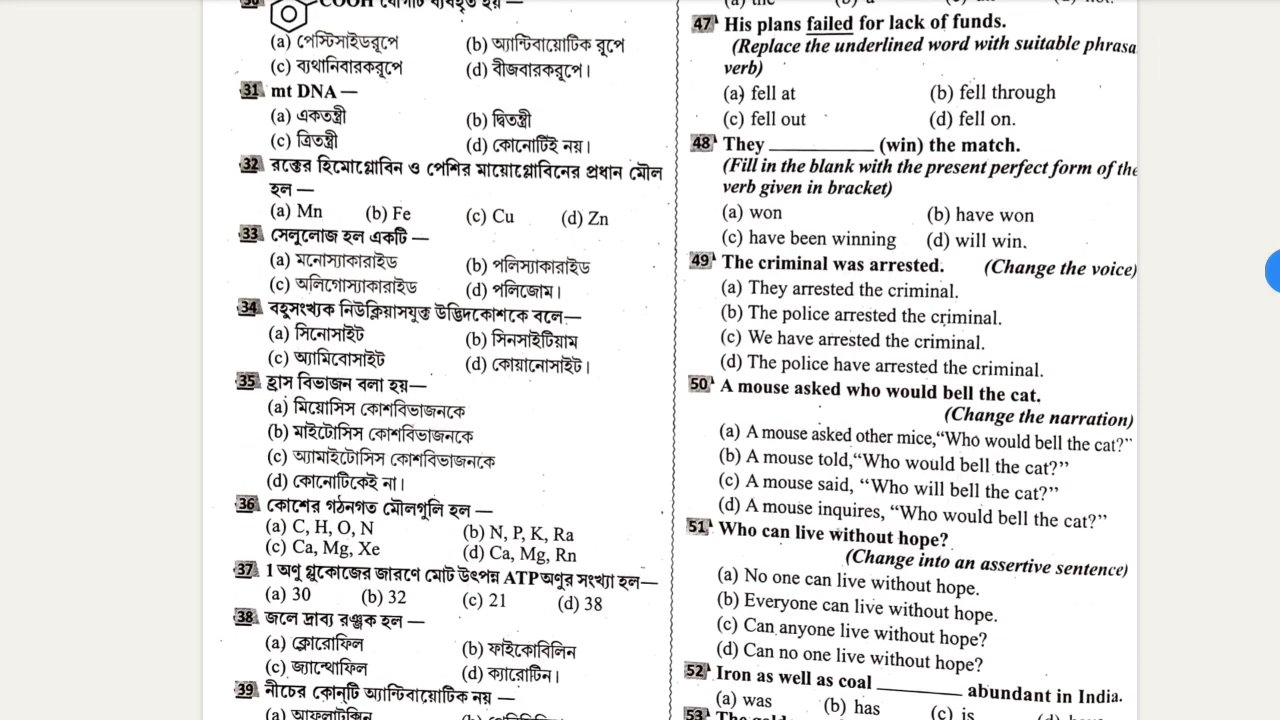 30 COOH যৌগটি ব্যবহৃত হয় —
(a) পেস্টিসাইডরূপে (b) অ্যান্টিবায়োটিক রূপে
(c) ব্যথানিবারকরূপে (d) বীজবারকরূপে।
31 mt DNA —
(a) একতন্ত্রী (b) দ্বিতন্ত্রী
(c) ত্রিতন্ত্রী (d) কোনোটিই নয়।
32 রক্তের হিমোগ্লোবিন ও পেশির মায়োগ্লোবিনের প্রধান মৌল
হল —
(a) Mn (b) Fe (c) Cu (d) Zn
33 সেলুলোজ হল একটি —
(a) মনোস্যাকারাইড (b) পলিস্যাকারাইড
(c) অলিগোস্যাকারাইড (d) পলিজোম।
34 বহুসংখ্যক নিউক্লিয়াসযুক্ত উদ্ভিদকোশকে বলে—
(a) সিনোসাইট (b) সিনসাইটিয়াম
(c) অ্যামিবোসাইট (d) কোয়ানোসাইট।
35 হ্রাস বিভাজন বলা হয়—
(a) মিয়োসিস কোশবিভাজনকে
(b) মাইটোসিস কোশবিভাজনকে
(c) অ্যামাইটোসিস কোশবিভাজনকে
(d) কোনোটিকেই না।
36 কোশের গঠনগত মৌলগুলি হল —
(a) C, H, O, N (b) N, P, K, Ra
(c) Ca, Mg, Xe (d) Ca, Mg, Rn
37 1 অণু গ্লুকোজের জারণে মোট উৎপন্ন ATP অণুর সংখ্যা হল—
(a) 30 (b) 32 (c) 21 (d) 38
38 জলে দ্রাব্য রঞ্জক হল —
(a) ক্লোরোফিল (b) ফাইকোবিলিন
(c) জ্যান্থোফিল (d) ক্যারোটিন।
39 নীচের কোনটি অ্যান্টিবায়োটিক নয় —
(a) আফলাটক্সিন (b)
47 His plans failed for lack of funds.
(Replace the underlined word with suitable phrasa
verb)
(a) fell at (b) fell through
(c) fell out (d) fell on.
48 They ________ (win) the match.
(Fill in the blank with the present perfect form of the
verb given in bracket)
(a) won (b) have won
(c) have been winning (d) will win.
49 The criminal was arrested. (Change the voice)
(a) They arrested the criminal.
(b) The police arrested the criminal.
(c) We have arrested the criminal.
(d) The police have arrested the criminal.
50 A mouse asked who would bell the cat.
(Change the narration)
(a) A mouse asked other mice,“Who would bell the cat?”
(b) A mouse told,“Who would bell the cat?”
(c) A mouse said, “Who will bell the cat?”
(d) A mouse inquires, “Who would bell the cat?”
51 Who can live without hope?
(Change into an assertive sentence)
(a) No one can live without hope.
(b) Everyone can live without hope.
(c) Can anyone live without hope?
(d) Can no one live without hope?
52 Iron as well as coal ________ abundant in India.
(a) was (b) has (c) is
53